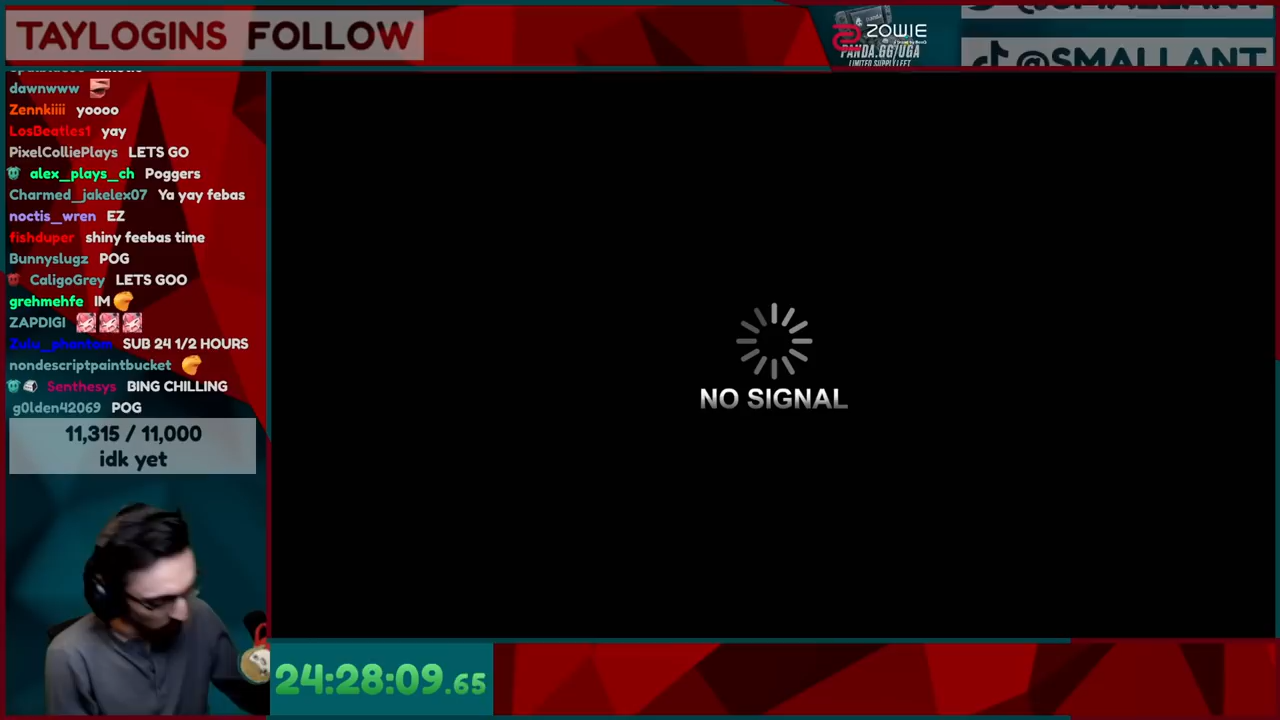 TAYLOGINS FOLLOW
ZOWIE
PANDA.GG/UGA
LIMITED SUPPLY LEFT
@SMALLANT
@SMALLANT
dawnwww
Zennkiiii yoooo
LosBeatles1 yay
PixelColliePlays LETS GO
alex_plays_ch Poggers
Charmed_jakelex07 Ya yay febas
noctis_wren EZ
fishduper shiny feebas time
Bunnyslugz POG
CaligoGrey LETS GOO
grehmehfe IM
ZAPDIGI
Zulu_phantom SUB 24 1/2 HOURS
nondescriptpaintbucket
Senthesys BING CHILLING
g0lden42069 POG
11,315 / 11,000
idk yet
NO SIGNAL
24:28:09.65